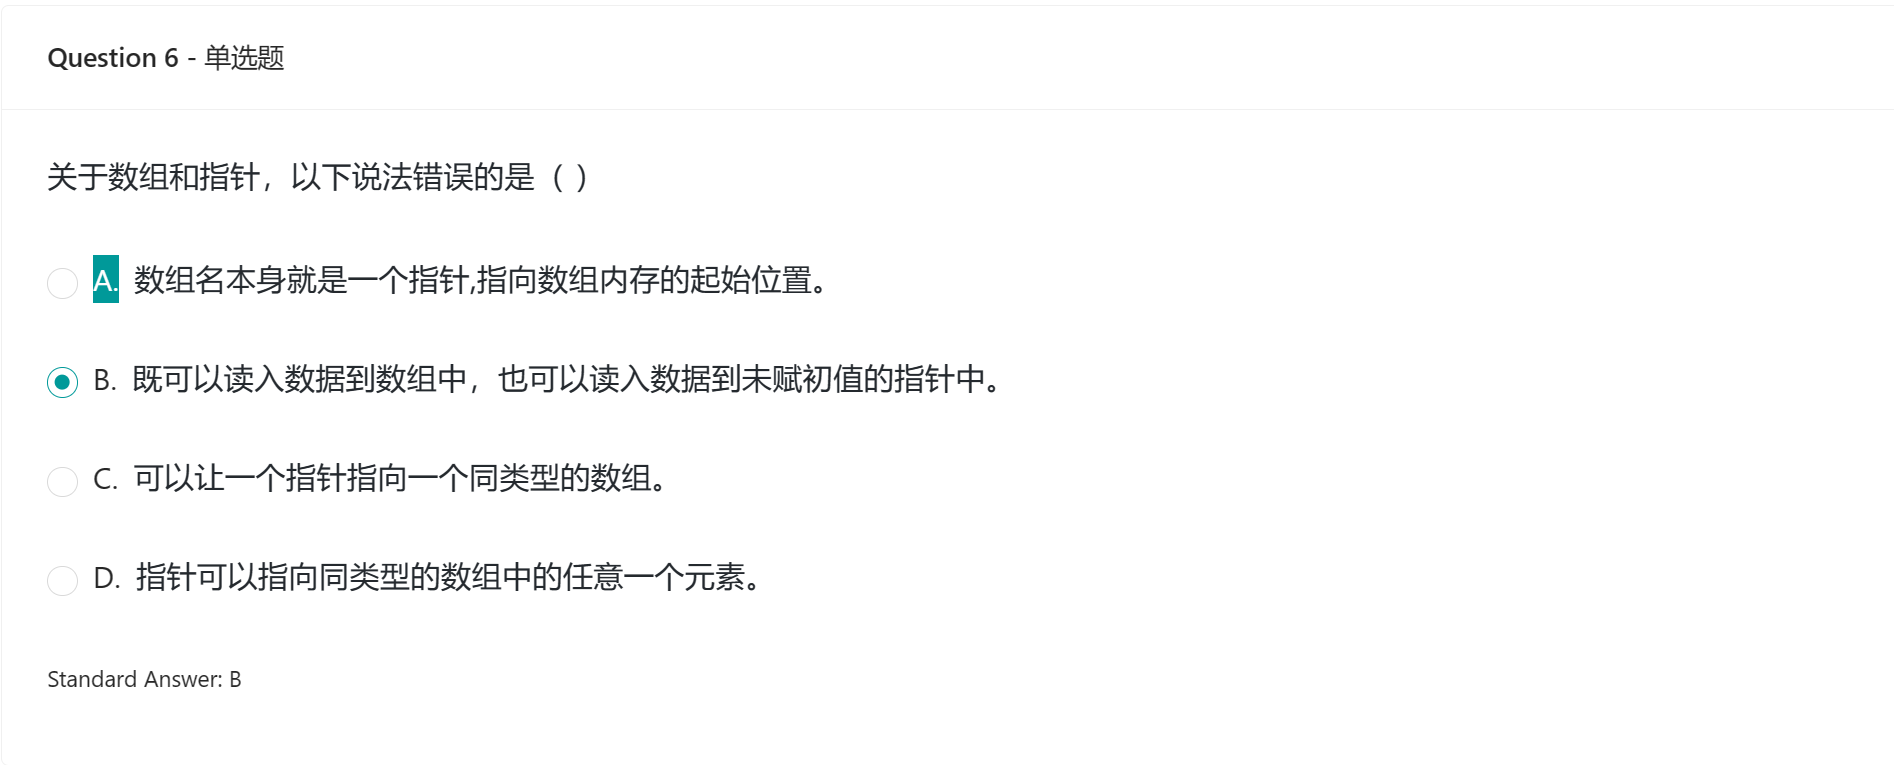 Question 6 - 单选题
关于数组和指针，以下说法错误的是（ ）
A. 数组名本身就是一个指针,指向数组内存的起始位置。
B. 既可以读入数据到数组中，也可以读入数据到未赋初值的指针中。
C. 可以让一个指针指向一个同类型的数组。
D. 指针可以指向同类型的数组中的任意一个元素。
Standard Answer: B